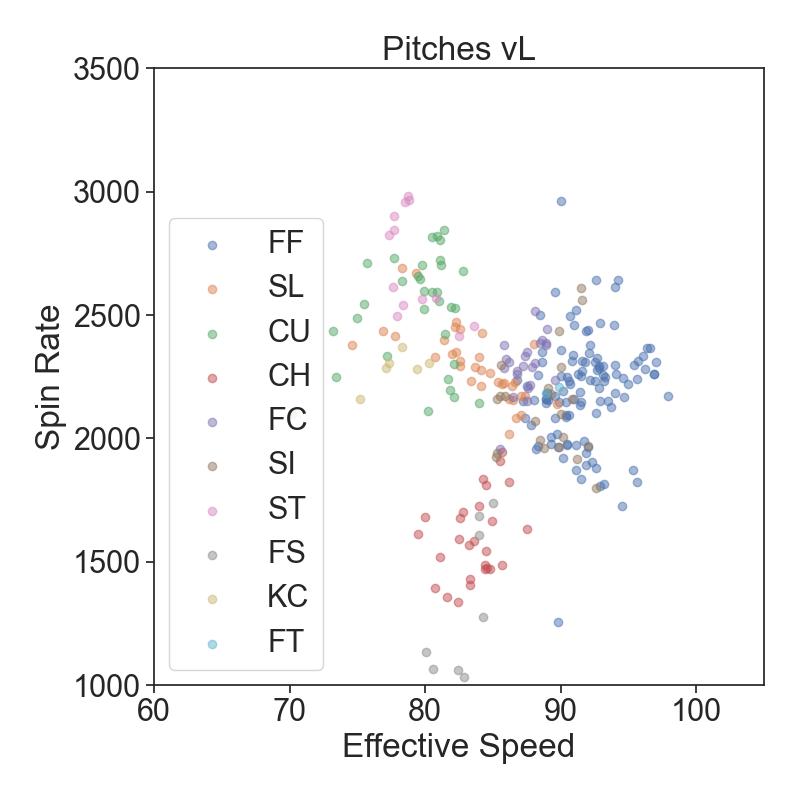 Pitches vL
3500
3000
2500
2000
1500
1000
Spin Rate
FF
SL
CU
CH
FC
SI
ST
FS
KC
FT
60 70 80 90 100
Effective Speed